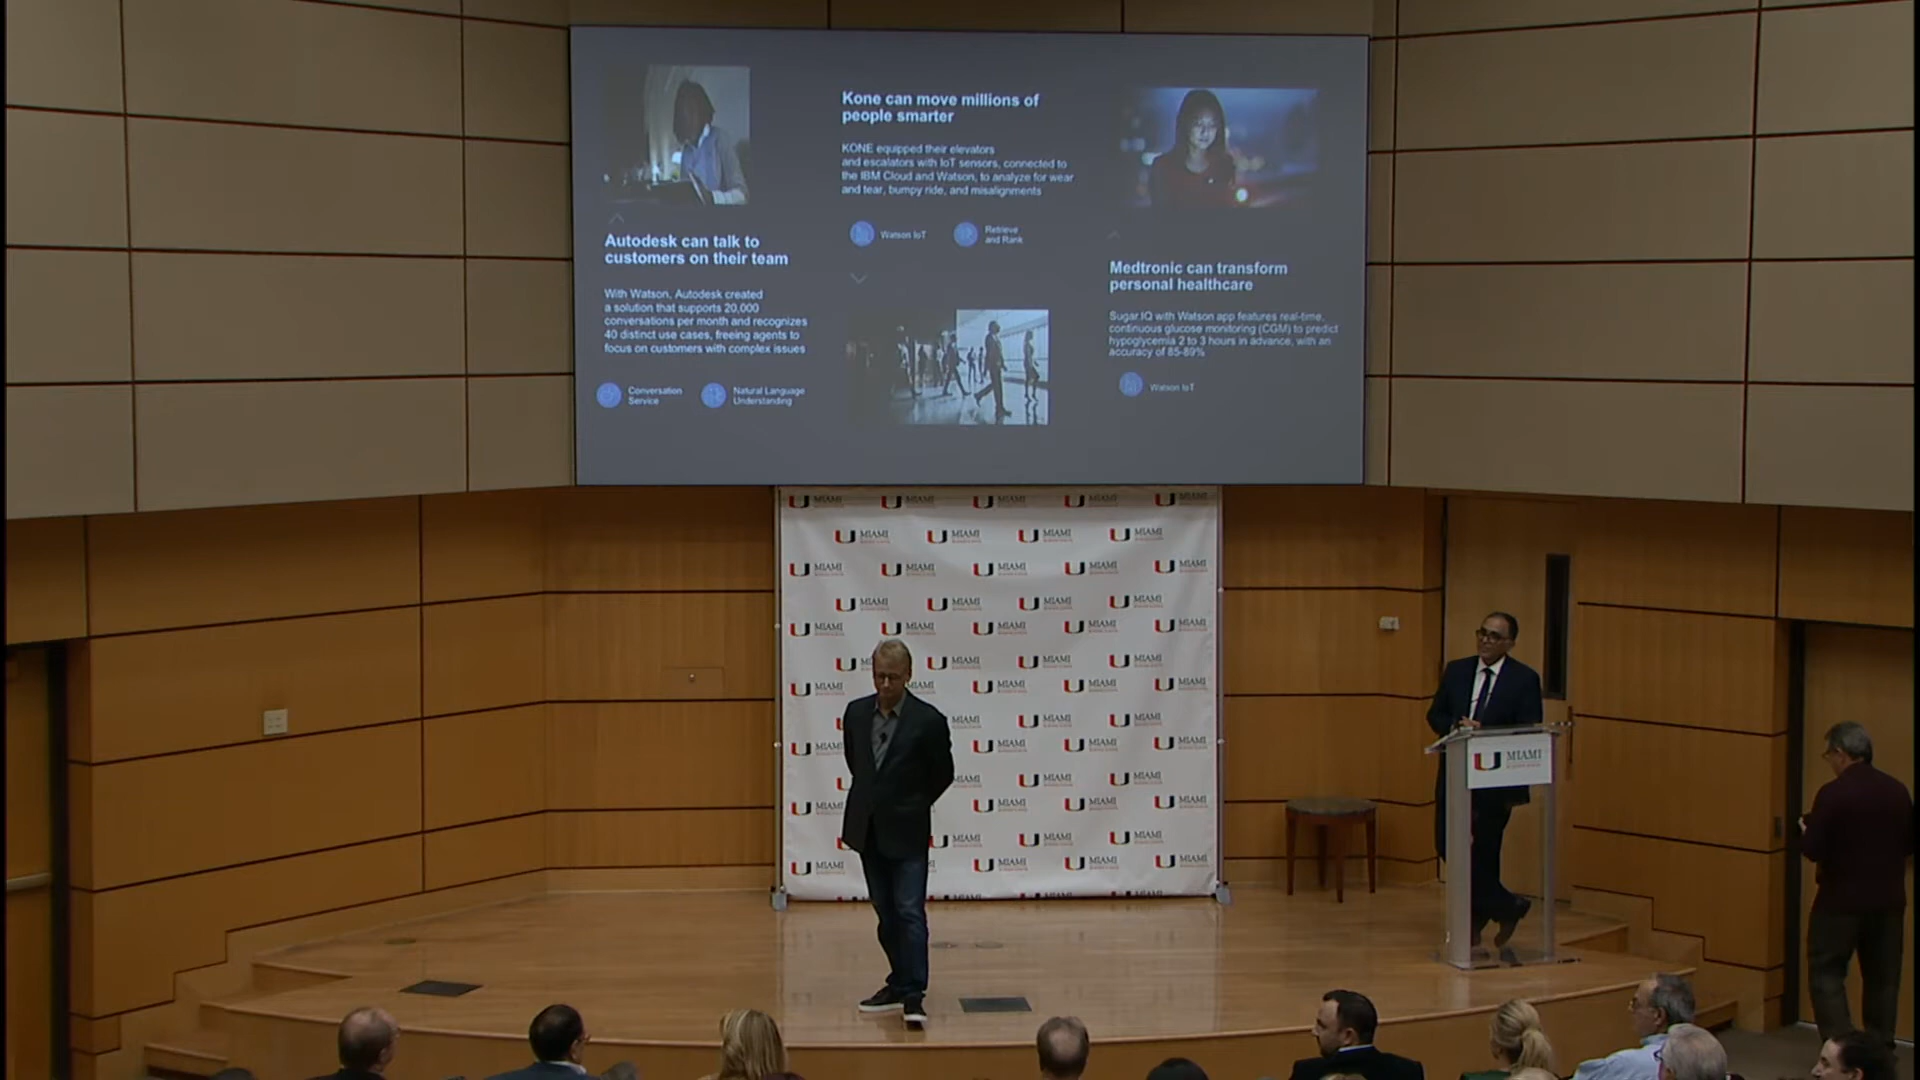 Autodesk can talk to
customers on their team
With Watson, Autodesk created
a solution that supports 20,000
conversations per month and recognizes
40 distinct use cases, freeing agents to
focus on customers with complex issues
Conversation
Service
Natural Language
Understanding
Kone can move millions of
people smarter
KONE equipped their elevators
and escalators with IoT sensors, connected to
the IBM Cloud and Watson, to analyze for wear
and tear, bumpy ride, and misalignments
Watson IoT
Retrieve
and Rank
Medtronic can transform
personal healthcare
Sugar.IQ with Watson app features real-time,
continuous glucose monitoring (CGM) to predict
hypoglycemia 2 to 3 hours in advance, with an
accuracy of 85-89%
Watson IoT
U MIAMI
U MIAMI